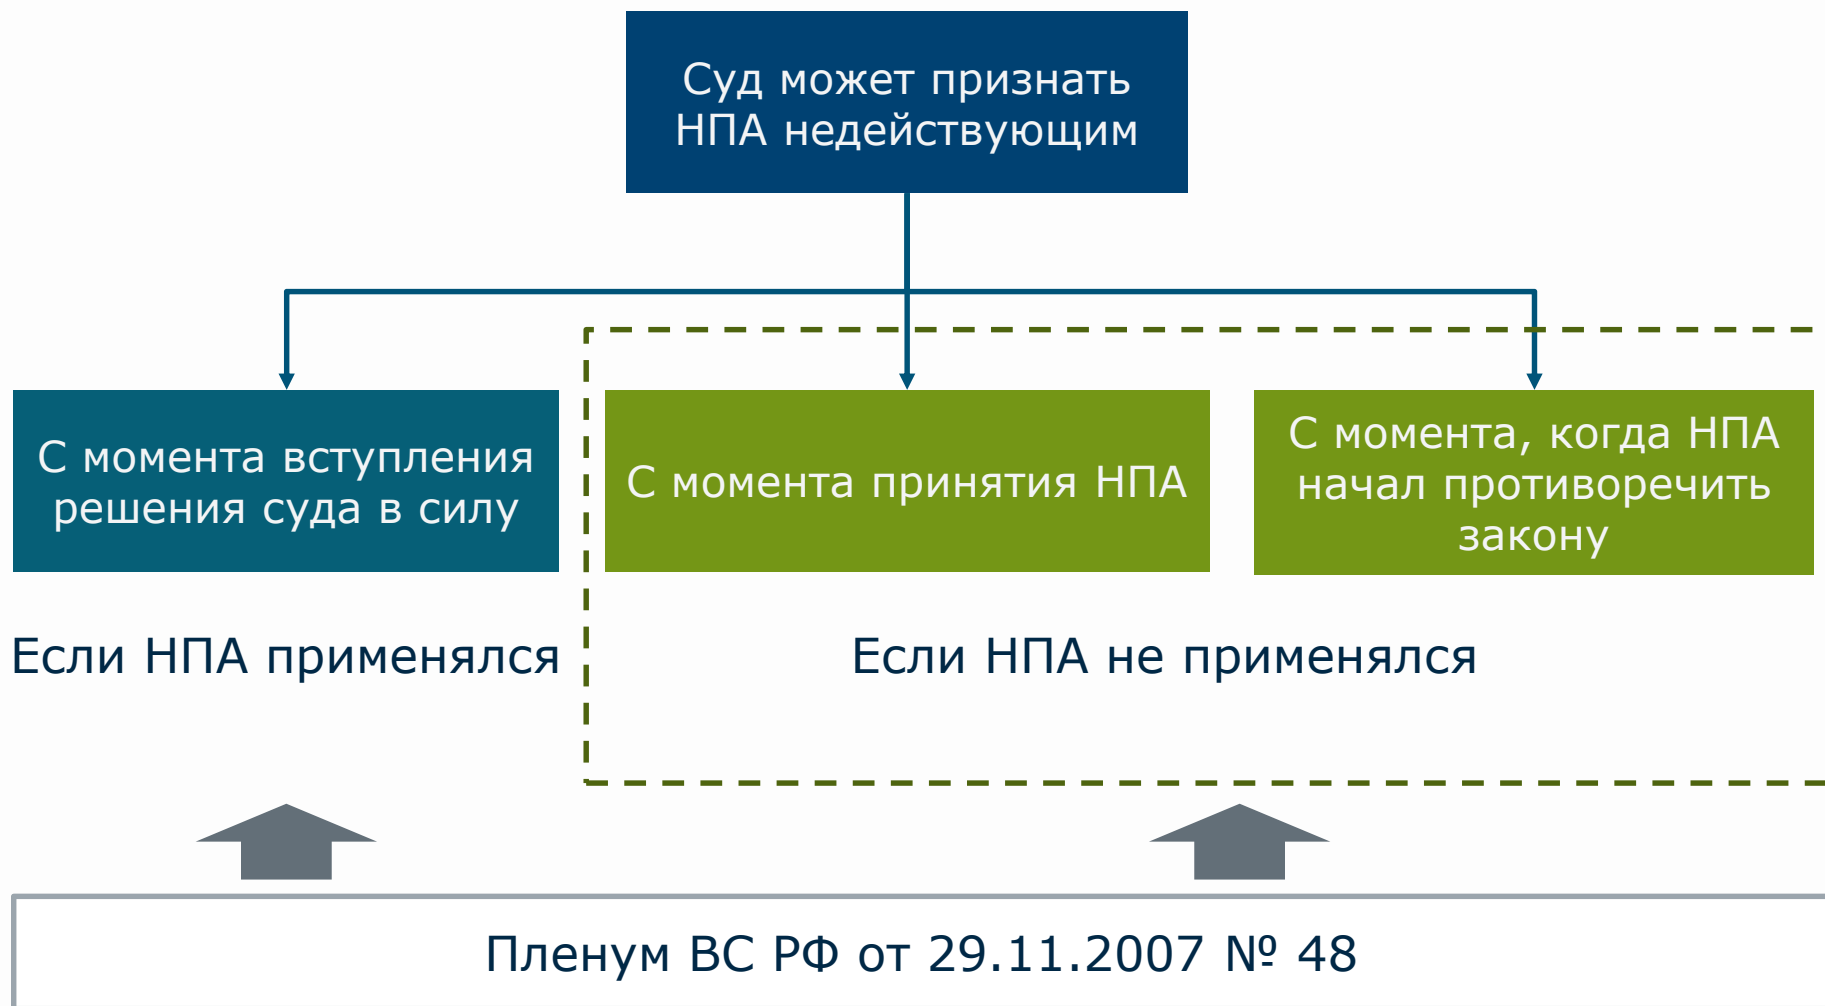 Суд может признать
НПА недействующим
С момента вступления
решения суда в силу
С момента принятия НПА
С момента, когда НПА
начал противоречить
закону
Если НПА применялся
Если НПА не применялся
Пленум ВС РФ от 29.11.2007 № 48